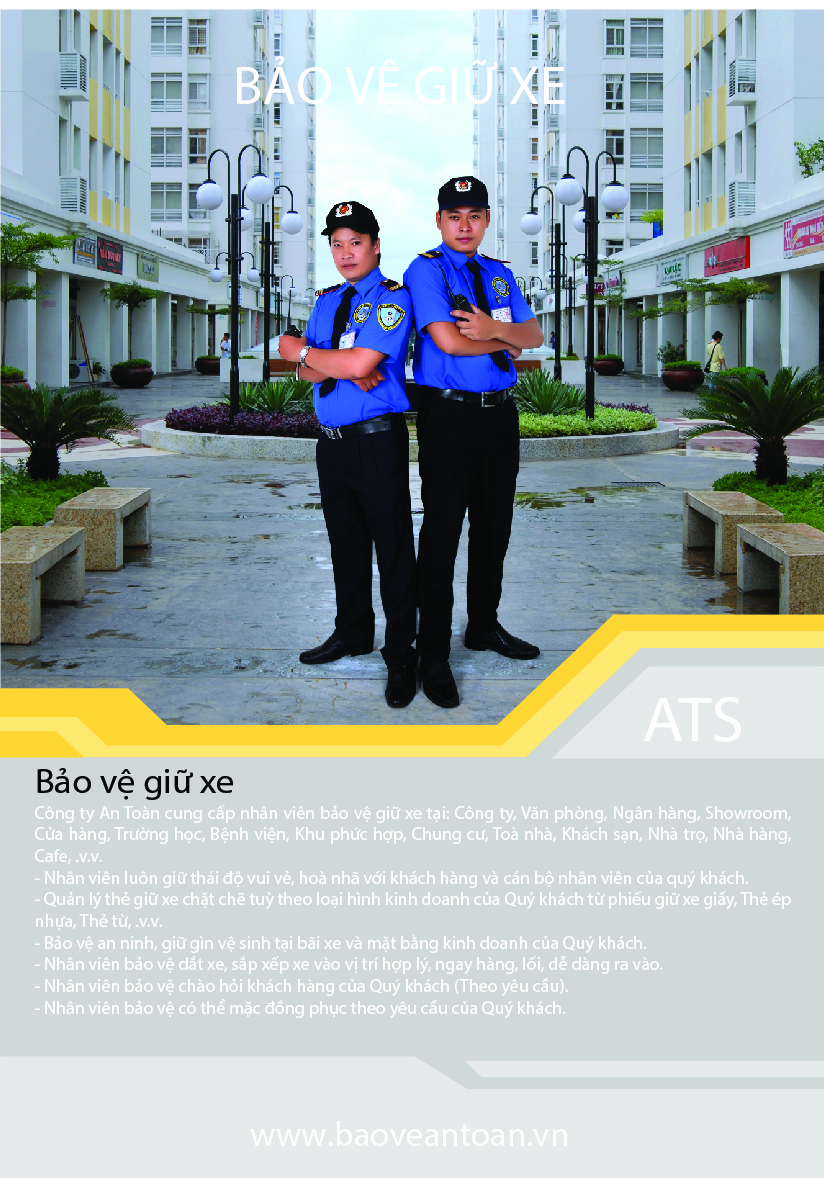 BẢO VỆ GIỮ XE
ATS
Bảo vệ giữ xe
Công ty An Toàn cung cấp nhân viên bảo vệ giữ xe tại: Công ty, Văn phòng, Ngân hàng, Showroom,
Cửa hàng, Trường học, Bệnh viện, Khu phức hợp, Chung cư, Toà nhà, Khách sạn, Nhà trọ, Nhà hàng,
Cafe, .v.v.
- Nhân viên luôn giữ thái độ vui vẻ, hoà nhã với khách hàng và cán bộ nhân viên của quý khách.
- Quản lý thẻ giữ xe chặt chẽ tuỳ theo loại hình kinh doanh của Quý khách từ phiếu giữ xe giấy, Thẻ ép
nhựa, Thẻ từ, .v.v.
- Bảo vệ an ninh, giữ gìn vệ sinh tại bãi xe và mặt bằng kinh doanh của Quý khách.
- Nhân viên bảo vệ dắt xe, sắp xếp xe vào vị trí hợp lý, ngay hàng, lối, dễ dàng ra vào.
- Nhân viên bảo vệ chào hỏi khách hàng của Quý khách (Theo yêu cầu).
- Nhân viên bảo vệ có thể mặc đồng phục theo yêu cầu của Quý khách.
www.baoveantoan.vn